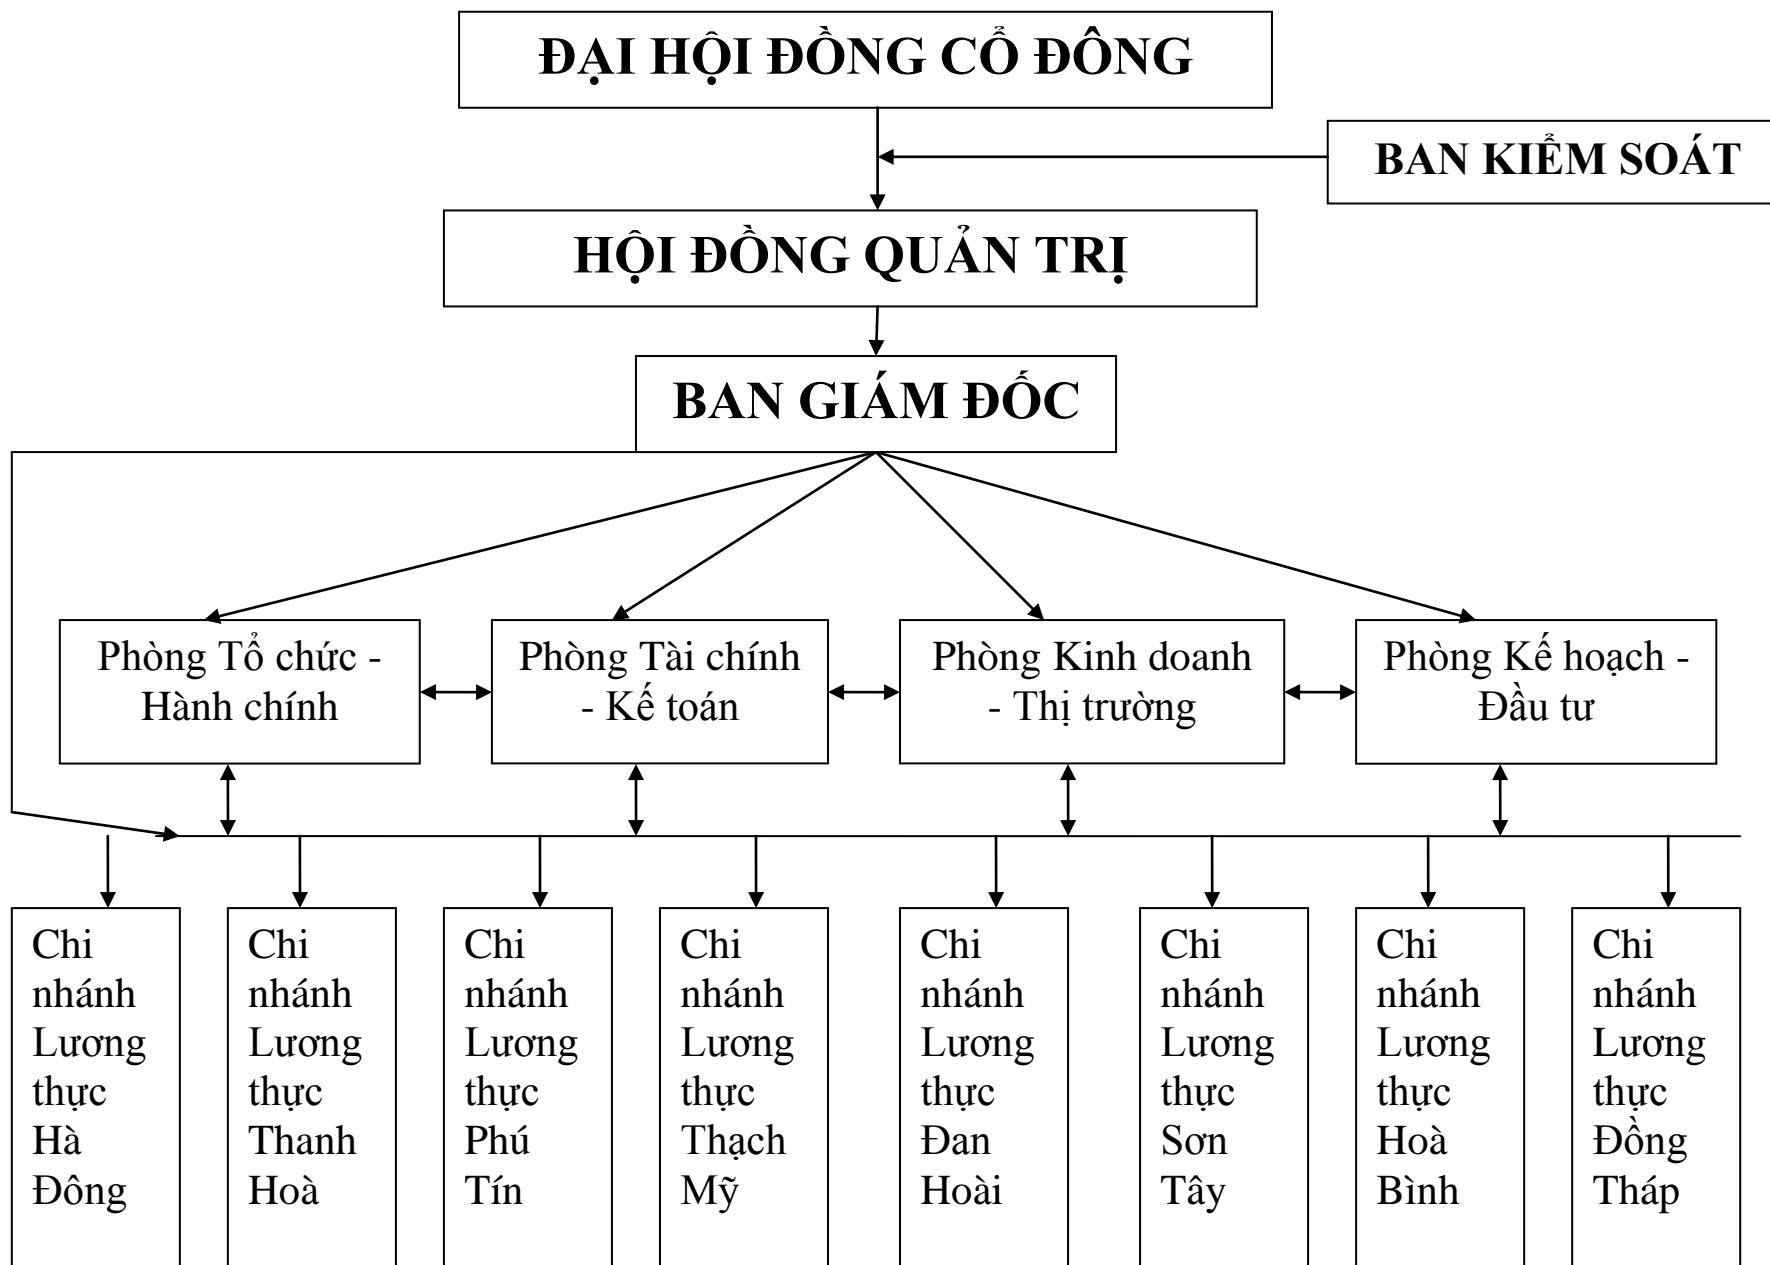 ĐẠI HỘI ĐỒNG CỔ ĐÔNG
BAN KIỂM SOÁT
HỘI ĐỒNG QUẢN TRỊ
BAN GIÁM ĐỐC
Phòng Tổ chức -
Hành chính
Phòng Tài chính
- Kế toán
Phòng Kinh doanh
- Thị trường
Phòng Kế hoạch -
Đầu tư
Chi
nhánh
Lương
thực
Hà
Đông
Chi
nhánh
Lương
thực
Thanh
Hoà
Chi
nhánh
Lương
thực
Phú
Tín
Chi
nhánh
Lương
thực
Thạch
Mỹ
Chi
nhánh
Lương
thực
Đan
Hoài
Chi
nhánh
Lương
thực
Sơn
Tây
Chi
nhánh
Lương
thực
Hoà
Bình
Chi
nhánh
Lương
thực
Đồng
Tháp